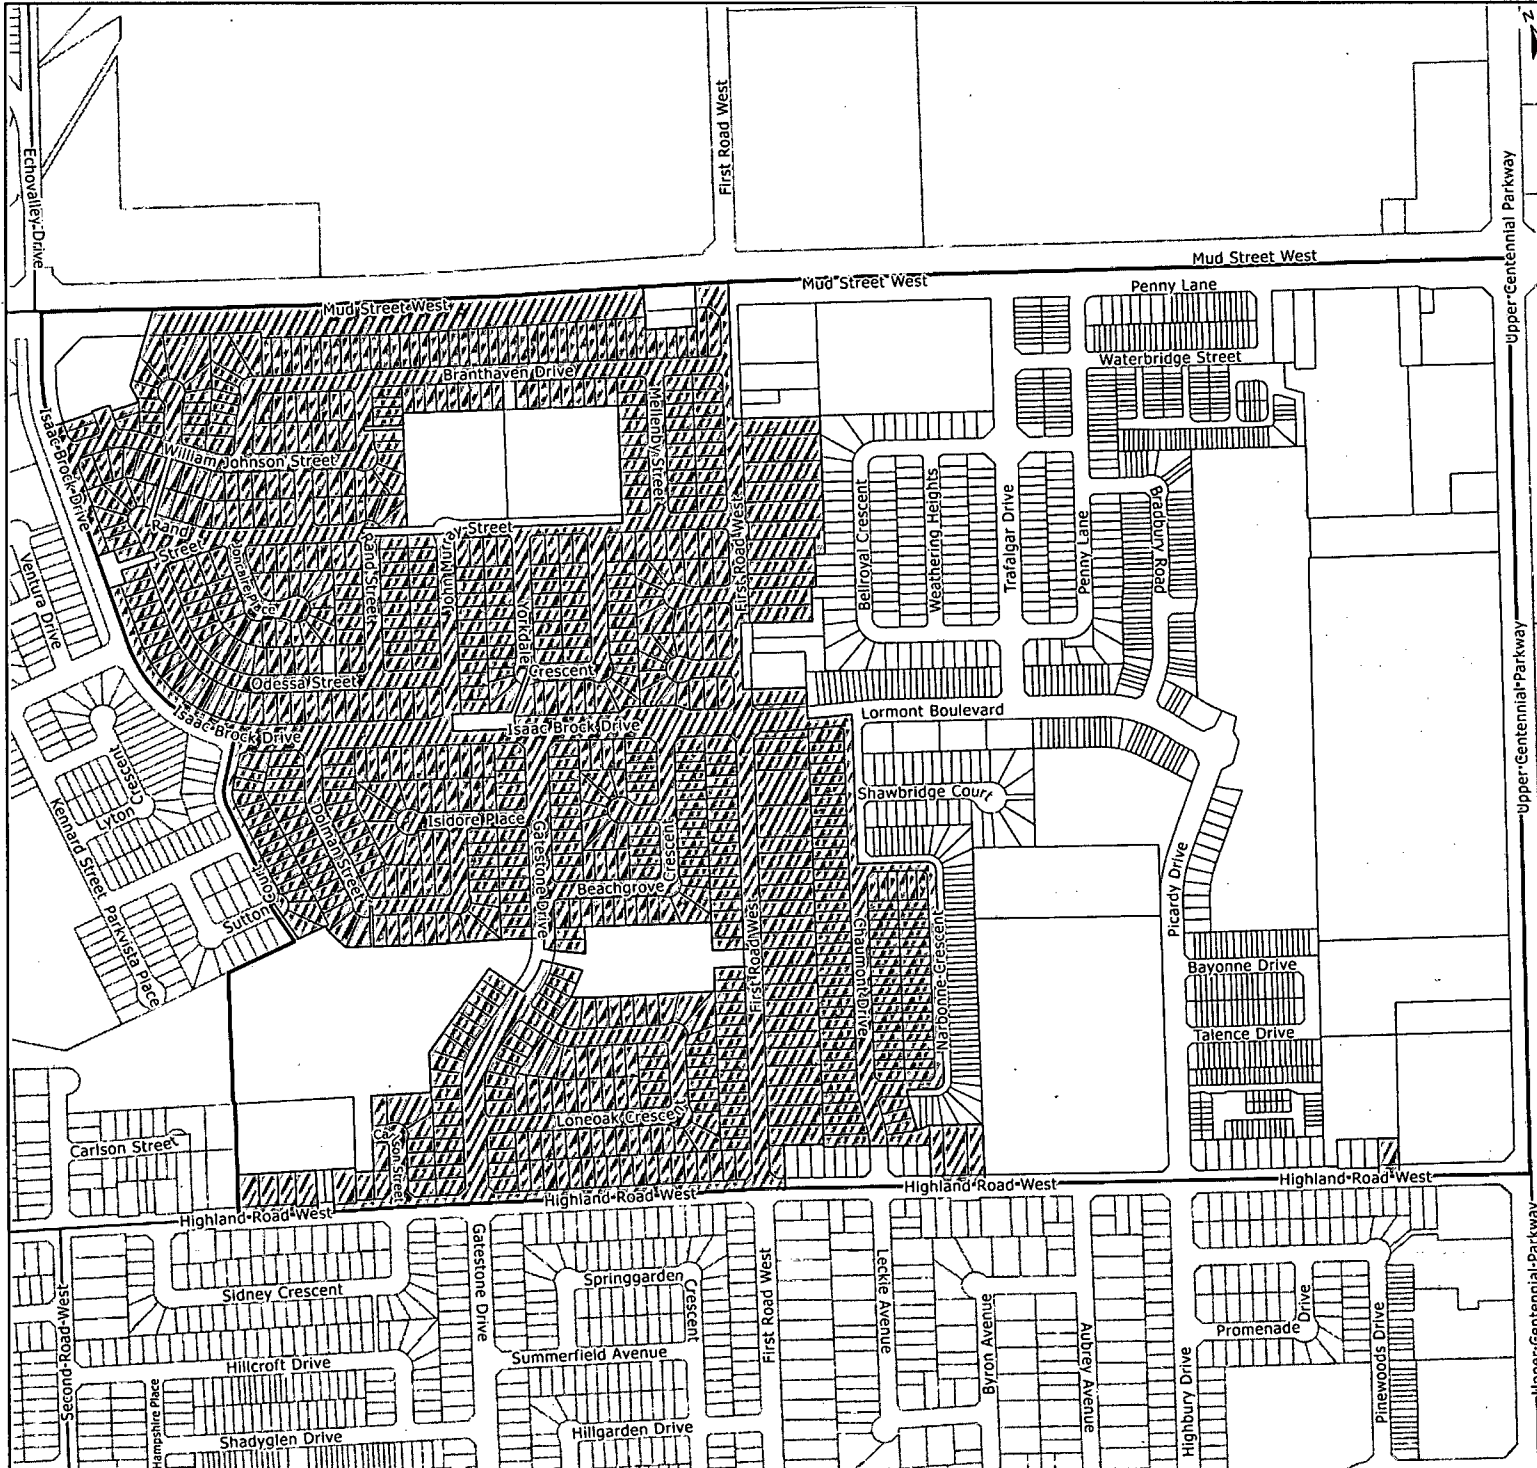 N
Echovalley Drive
First Road West
Upper Centennial Parkway
Mud Street West
Mud Street West
Mud Street West
Penny Lane
Waterbridge Street
Branthaven Drive
Mellenby Street
Isaac Brock Drive
William Johnson Street
First Road West
Bellroyal Crescent
Weathering Heights
Trafalgar Drive
Penny Lane
Bradbury Road
Ventura Drive
Rand
Street
Rand Street
Street
Yorkdale
Crescent
Odessa Street
Isaac Brock Drive
Isaac Brock Drive
Lormont Boulevard
Upper Centennial Parkway
Crescent
Lyton
Kennard Street
Dolman Street
Isidore Place
Gatestone Drive
Crescent
Beachgrove
Shawbridge Court
Picardy Drive
Court
Sutton
Parkvista Place
First Road West
Chaumont Drive
Narbonne Crescent
Bayonne Drive
Talence Drive
Loneoak Crescent
Carlson Street
Carlson Street
Highland Road West
Highland Road West
Highland Road West
Highland Road West
Upper Centennial Parkway
Second Road West
Sidney Crescent
Gatestone Drive
Springgarden
Crescent
First Road West
Leckie Avenue
Byron Avenue
Aubrey Avenue
Highbury Drive
Promenade
Drive
Pinewoods Drive
Hillcroft Drive
Summerfield Avenue
Hampshire Place
Shadyglen Drive
Hillgarden Drive